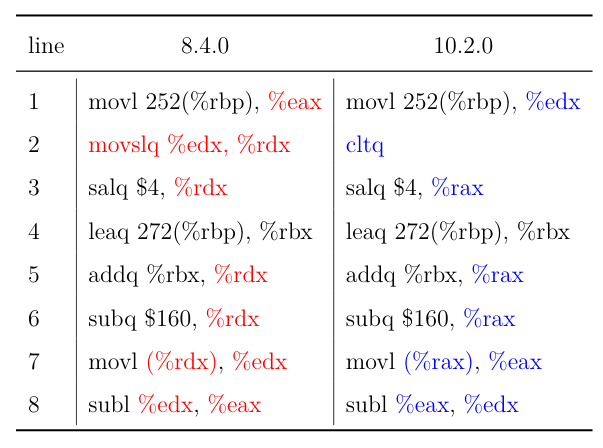 line 8.4.0 10.2.0
1 movl 252(%rbp), %eax movl 252(%rbp), %edx
2 movslq %edx, %rdx cltq
3 salq $4, %rdx salq $4, %rax
4 leaq 272(%rbp), %rbx leaq 272(%rbp), %rbx
5 addq %rbx, %rdx addq %rbx, %rax
6 subq $160, %rdx subq $160, %rax
7 movl (%rdx), %edx movl (%rax), %eax
8 subl %edx, %eax subl %eax, %edx